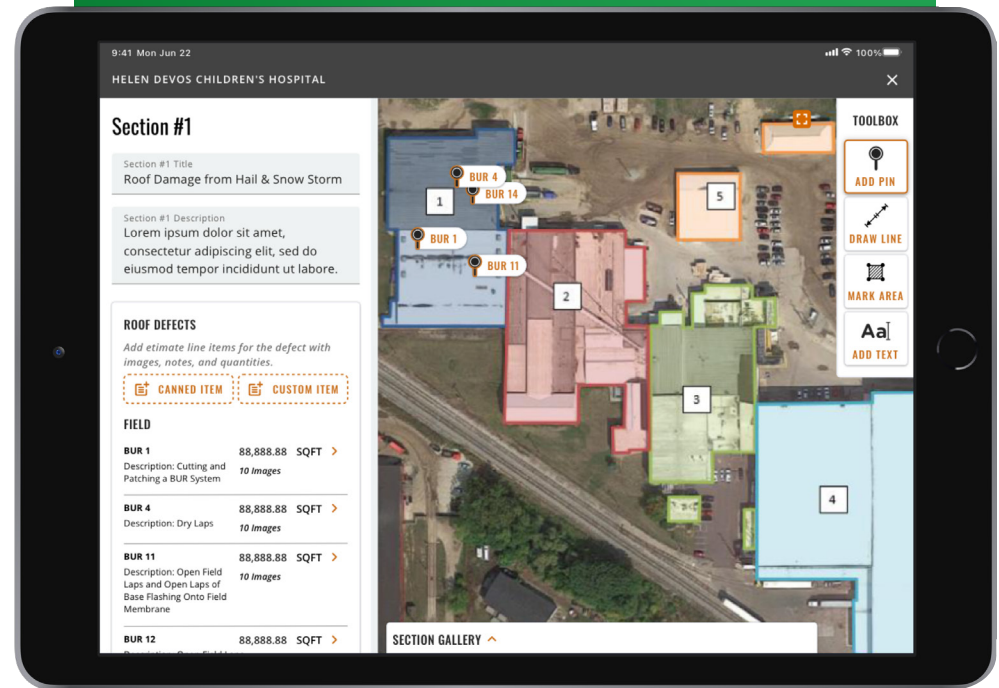 9:41 Mon Jun 22
100%
HELEN DEVOS CHILDREN'S HOSPITAL
Section #1
Section #1 Title
Roof Damage from Hail & Snow Storm
Section #1 Description
Lorem ipsum dolor sit amet,
consectetur adipiscing elit, sed do
eiusmod tempor incididunt ut labore.
ROOF DEFECTS
Add etimate line items for the defect with
images, notes, and quantities.
CANNED ITEM
CUSTOM ITEM
FIELD
BUR 1
88,888.88 SQFT
Description: Cutting and
Patching a BUR System
10 Images
BUR 4
88,888.88 SQFT
Description: Dry Laps
10 Images
BUR 11
88,888.88 SQFT
Description: Open Field
Laps and Open Laps of
Base Flashing Onto Field
Membrane
10 Images
BUR 12
88,888.88 SQFT
1
BUR 4
BUR 14
BUR 1
BUR 11
2
3
4
5
TOOLBOX
ADD PIN
DRAW LINE
MARK AREA
Aa
ADD TEXT
SECTION GALLERY